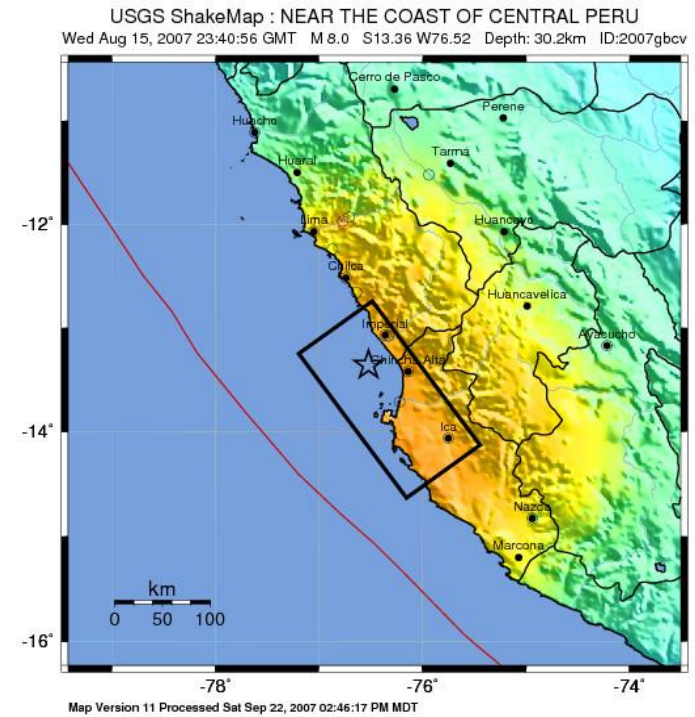 USGS ShakeMap : NEAR THE COAST OF CENTRAL PERU
Wed Aug 15, 2007 23:40:56 GMT M 8.0 S13.36 W76.52 Depth: 30.2km ID:2007gbcv
Cerro de Pasco
Perene
Huacho
Tarma
Huaral
-12°
Lima
Huancayo
Chilca
Huancavelica
Imperial
Ayacucho
Chincha Alta
-14°
Ica
Nazca
Marcona
km
0 50 100
-16°
-78° -76° -74°
Map Version 11 Processed Sat Sep 22, 2007 02:46:17 PM MDT